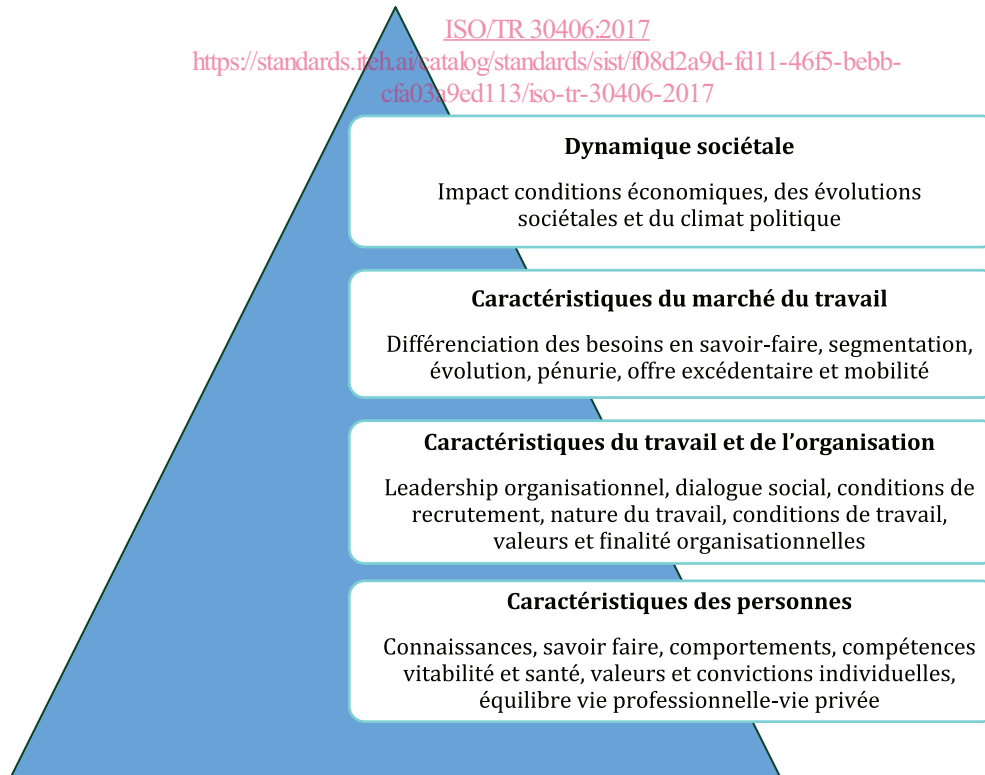 ISO/TR 30406:2017
https://standards.iteh.ai/catalog/standards/sist/f08d2a9d-fd11-46f5-bebb-
cfa03a9ed113/iso-tr-30406-2017
Dynamique sociétale
Impact conditions économiques, des évolutions
sociétales et du climat politique
Caractéristiques du marché du travail
Différenciation des besoins en savoir-faire, segmentation,
évolution, pénurie, offre excédentaire et mobilité
Caractéristiques du travail et de l’organisation
Leadership organisationnel, dialogue social, conditions de
recrutement, nature du travail, conditions de travail,
valeurs et finalité organisationnelles
Caractéristiques des personnes
Connaissances, savoir faire, comportements, compétences
vitabilité et santé, valeurs et convictions individuelles,
équilibre vie professionnelle-vie privée